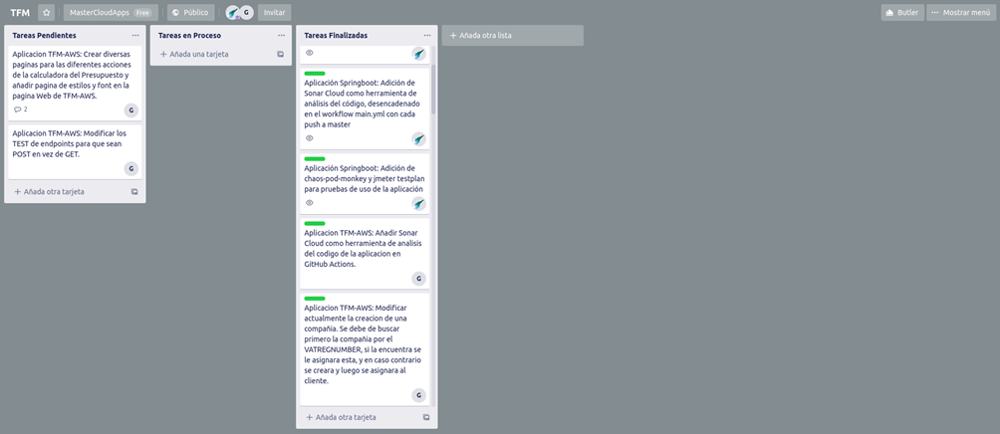 TFM
MasterCloudApps Free
Público
G
Invitar
Butler
Mostrar menú
Tareas Pendientes
Aplicacion TFM-AWS: Crear diversas
paginas para las diferentes acciones
de la calculadora del Presupuesto y
añadir pagina de estilos y font en la
pagina Web de TFM-AWS.
2
G
Aplicacion TFM-AWS: Modificar los
TEST de endpoints para que sean
POST en vez de GET.
G
Añada otra tarjeta
Tareas en Proceso
Añada una tarjeta
Tareas Finalizadas
Aplicación Springboot: Adición de
Sonar Cloud como herramienta de
análisis del código, desencadenado
en el workflow main.yml con cada
push a master
Aplicación Springboot: Adición de
chaos-pod-monkey y jmeter testplan
para pruebas de uso de la aplicación
Aplicacion TFM-AWS: Añadir Sonar
Cloud como herramienta de analisis
del codigo de la aplicacion en
GitHub Actions.
G
Aplicacion TFM-AWS: Modificar
actualmente la creacion de una
compañia. Se debe de buscar
primero la compañia por el
VATREGNUMBER, si la encuentra se
le asignara esta, y en caso contrario
se creara y luego se asignara al
cliente.
G
Añada otra tarjeta
Añada otra lista